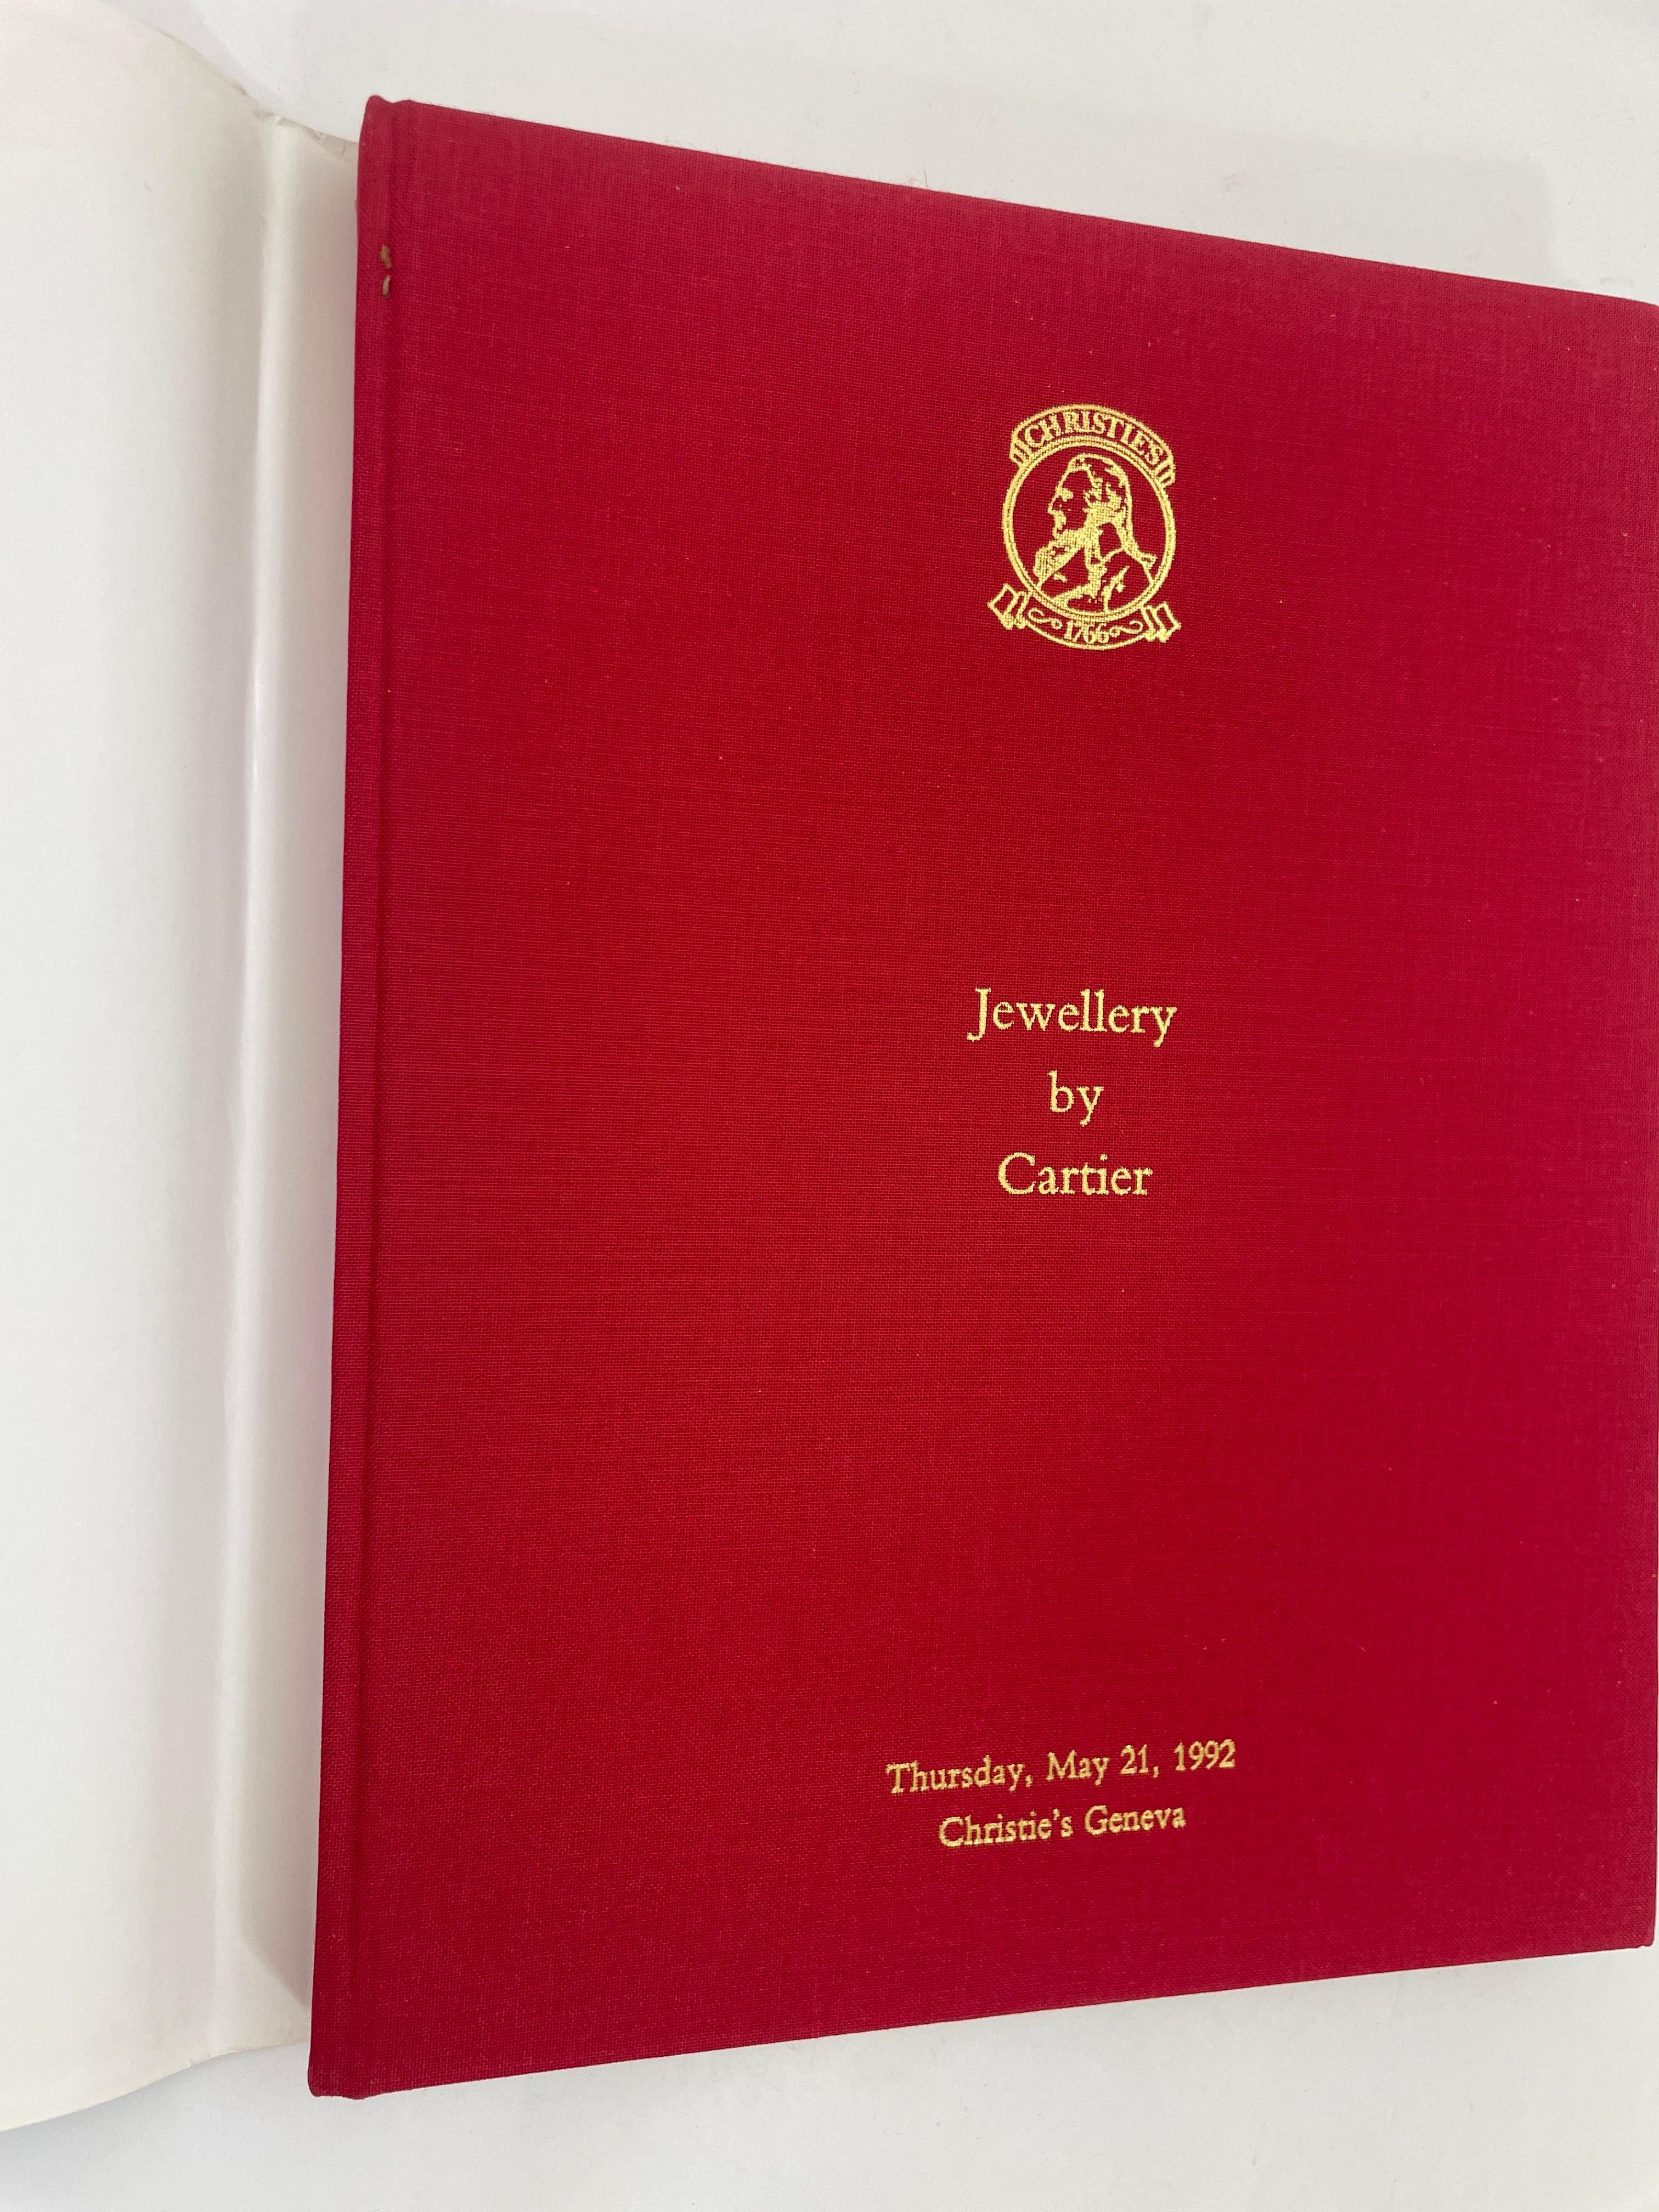 CHRISTIE'S
1766
Jewellery
by
Cartier
Thursday, May 21, 1992
Christie's Geneva